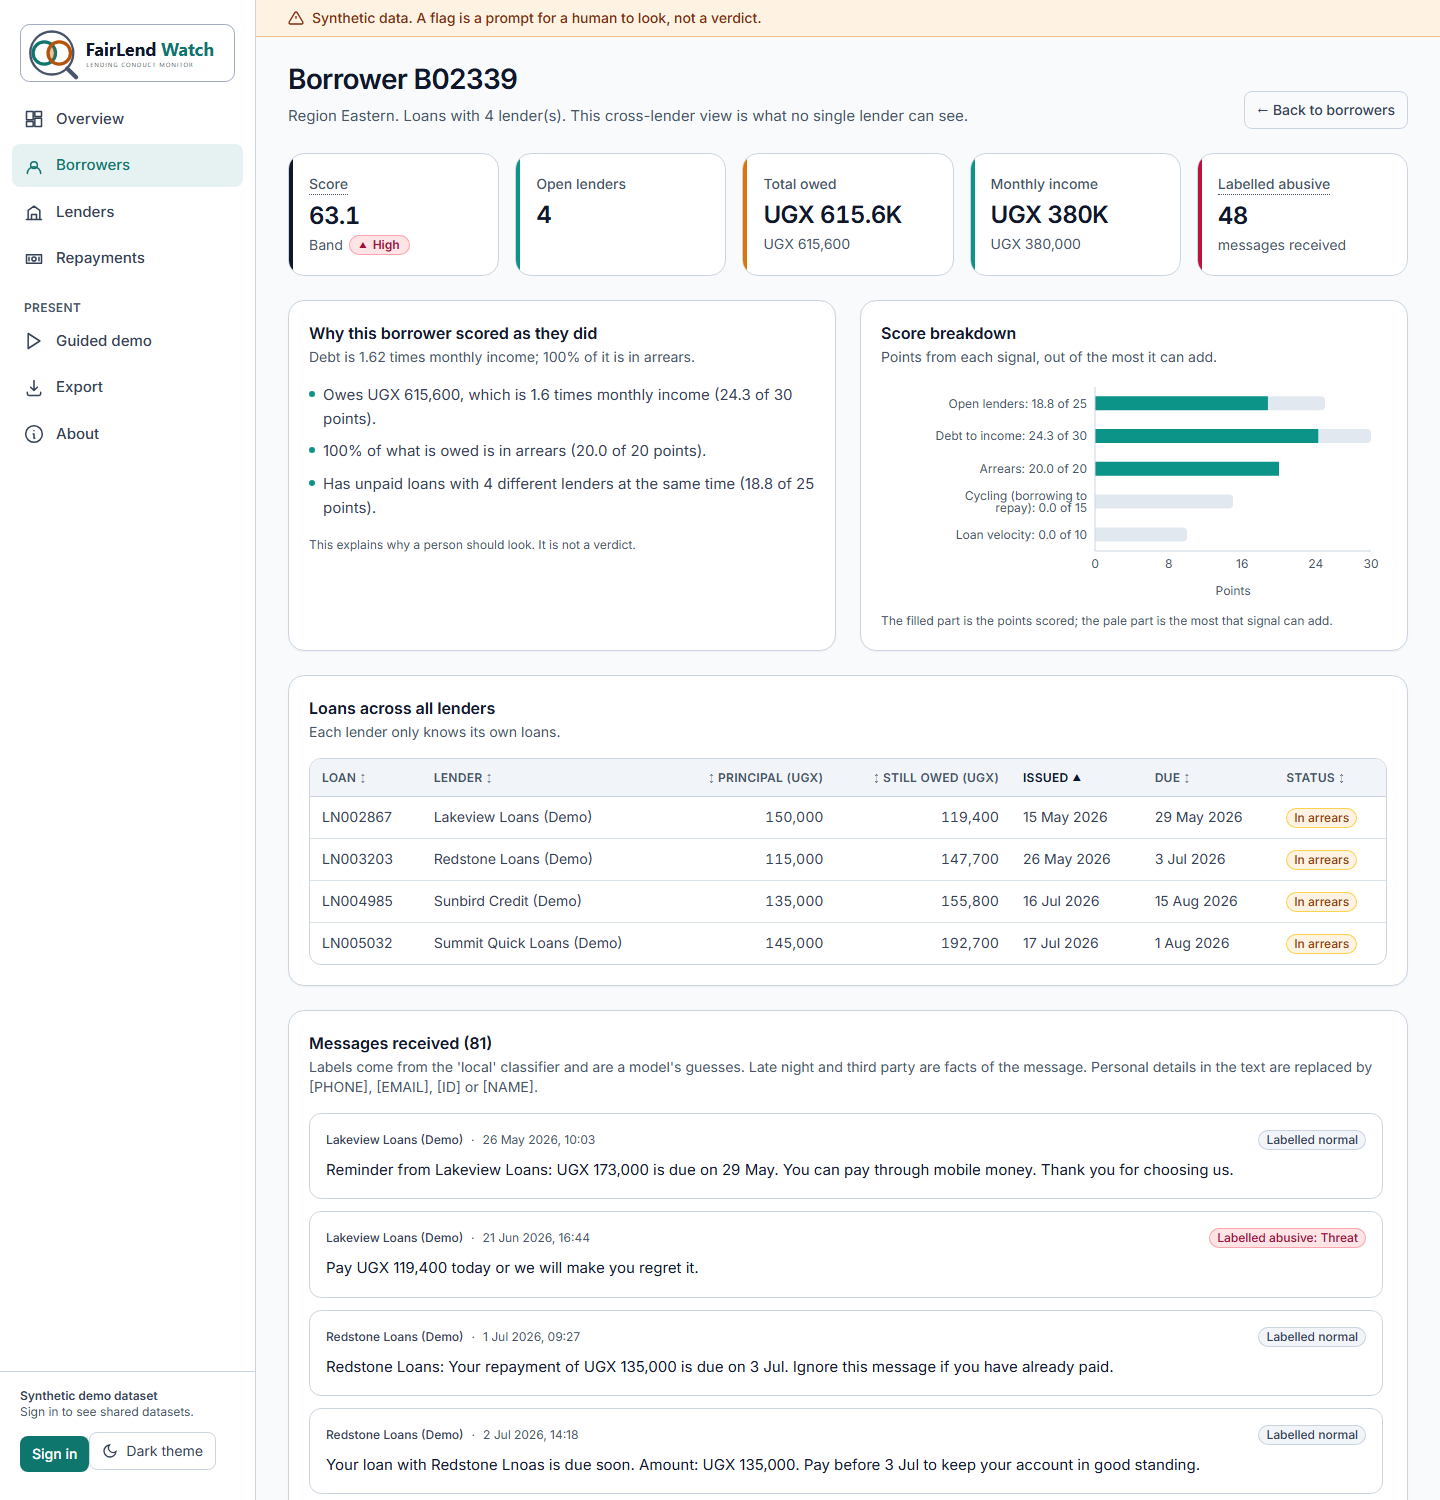 FairLend Watch
LENDING CONDUCT MONITOR
Overview
Borrowers
Lenders
Repayments
PRESENT
Guided demo
Export
About
Synthetic demo dataset
Sign in to see shared datasets.
Sign in
Dark theme
Synthetic data. A flag is a prompt for a human to look, not a verdict.
Borrower B02339
Region Eastern. Loans with 4 lender(s). This cross-lender view is what no single lender can see.
← Back to borrowers
Score
63.1
Band ▲ High
Open lenders
4
Total owed
UGX 615.6K
UGX 615,600
Monthly income
UGX 380K
UGX 380,000
Labelled abusive
48
messages received
Why this borrower scored as they did
Debt is 1.62 times monthly income; 100% of it is in arrears.
Owes UGX 615,600, which is 1.6 times monthly income (24.3 of 30
points).
100% of what is owed is in arrears (20.0 of 20 points).
Has unpaid loans with 4 different lenders at the same time (18.8 of 25
points).
This explains why a person should look. It is not a verdict.
Score breakdown
Points from each signal, out of the most it can add.
Open lenders: 18.8 of 25
Debt to income: 24.3 of 30
Arrears: 20.0 of 20
Cycling (borrowing to
repay): 0.0 of 15
Loan velocity: 0.0 of 10
0 8 16 24 30
Points
The filled part is the points scored; the pale part is the most that signal can add.
Loans across all lenders
Each lender only knows its own loans.
LOAN ↕ LENDER ↕ ↕ PRINCIPAL (UGX) ↕ STILL OWED (UGX) ISSUED ▲ DUE ↕ STATUS ↕
LN002867 Lakeview Loans (Demo) 150,000 119,400 15 May 2026 29 May 2026 In arrears
LN003203 Redstone Loans (Demo) 115,000 147,700 26 May 2026 3 Jul 2026 In arrears
LN004985 Sunbird Credit (Demo) 135,000 155,800 16 Jul 2026 15 Aug 2026 In arrears
LN005032 Summit Quick Loans (Demo) 145,000 192,700 17 Jul 2026 1 Aug 2026 In arrears
Messages received (81)
Labels come from the 'local' classifier and are a model's guesses. Late night and third party are facts of the message. Personal details in the text are replaced by
[PHONE], [EMAIL], [ID] or [NAME].
Lakeview Loans (Demo) · 26 May 2026, 10:03 Labelled normal
Reminder from Lakeview Loans: UGX 173,000 is due on 29 May. You can pay through mobile money. Thank you for choosing us.
Lakeview Loans (Demo) · 21 Jun 2026, 16:44 Labelled abusive: Threat
Pay UGX 119,400 today or we will make you regret it.
Redstone Loans (Demo) · 1 Jul 2026, 09:27 Labelled normal
Redstone Loans: Your repayment of UGX 135,000 is due on 3 Jul. Ignore this message if you have already paid.
Redstone Loans (Demo) · 2 Jul 2026, 14:18 Labelled normal
Your loan with Redstone Lnoas is due soon. Amount: UGX 135,000. Pay before 3 Jul to keep your account in good standing.